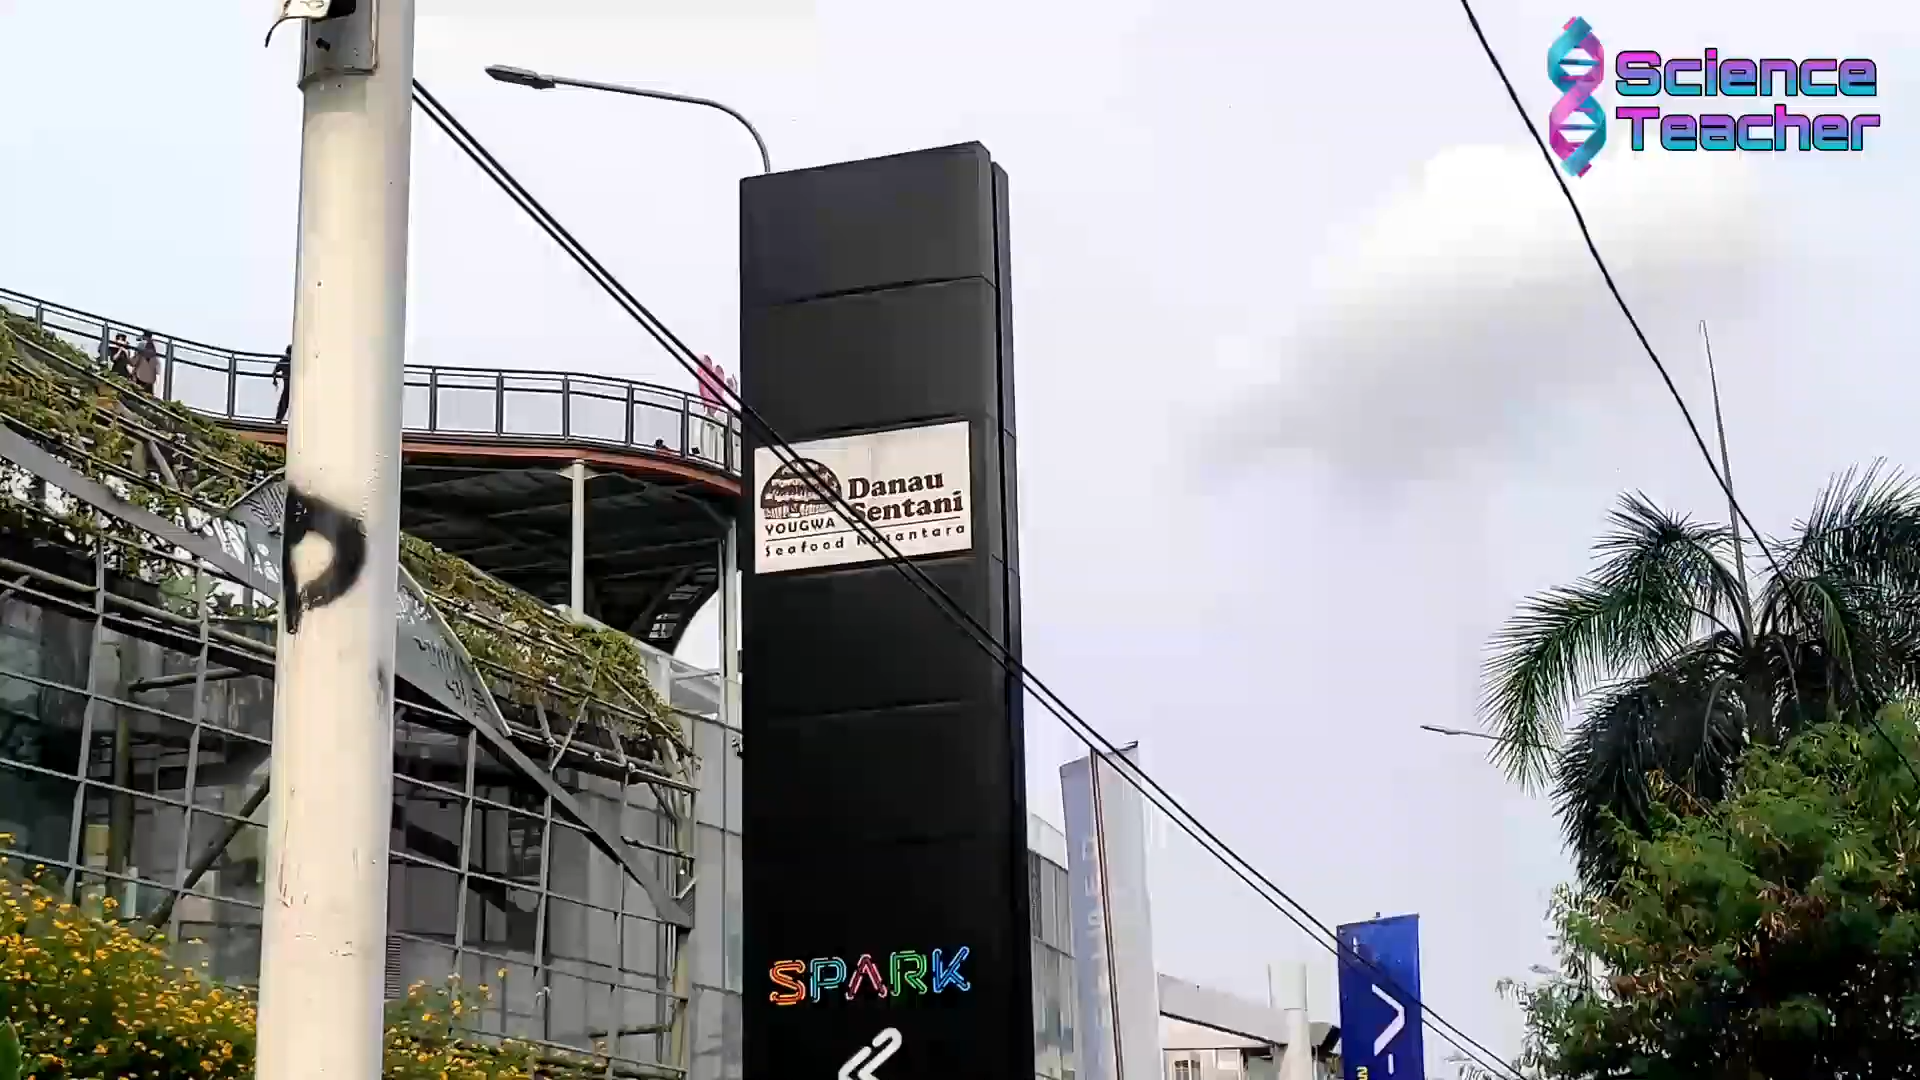 Science
Teacher
Danau
Sentani
YOUGWA
Seafood Nusantara
SPARK